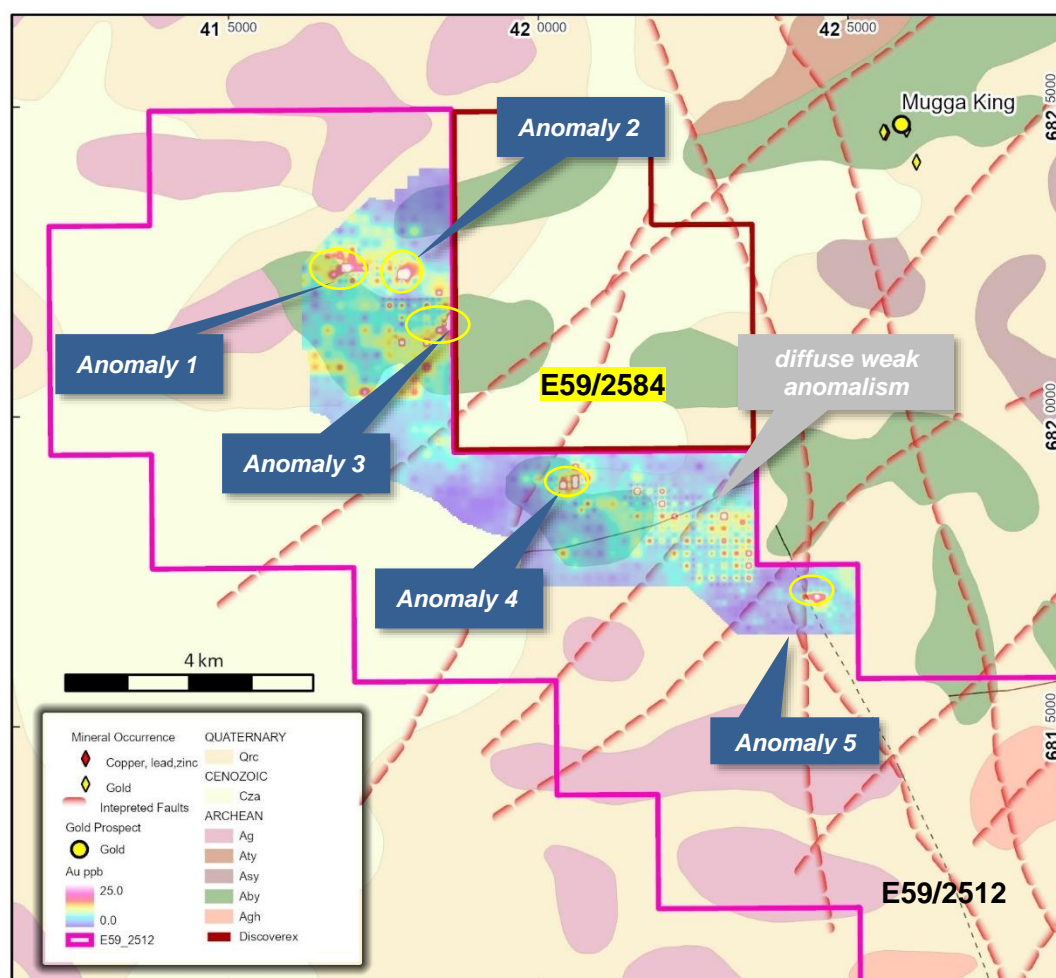 41 5000
42 0000
42 5000
682 5000
Mugga King
Anomaly 2
Anomaly 1
diffuse weak
anomalism
E59/2584
682 0000
Anomaly 3
Anomaly 4
4 km
Anomaly 5
681 5000
E59/2512
Mineral Occurrence
Copper, lead,zinc
Gold
Intepreted Faults
Gold Prospect
Gold
Au ppb
25.0
0.0
E59_2512
QUATERNARY
Qrc
CENOZOIC
Cza
ARCHEAN
Ag
Aty
Asy
Aby
Agh
Discoverex